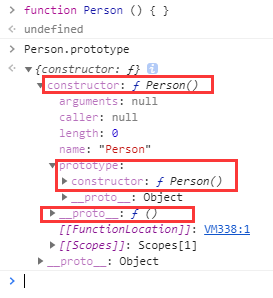 > function Person () { }
< undefined
> Person.prototype
< ▼ {constructor: ƒ} i
▼ constructor: ƒ Person()
arguments: null
caller: null
length: 0
name: "Person"
▼ prototype:
▶ constructor: ƒ Person()
▶ __proto__: Object
▶ __proto__: ƒ ()
[[FunctionLocation]]: VM338:1
▶ [[Scopes]]: Scopes[1]
▶ __proto__: Object
>